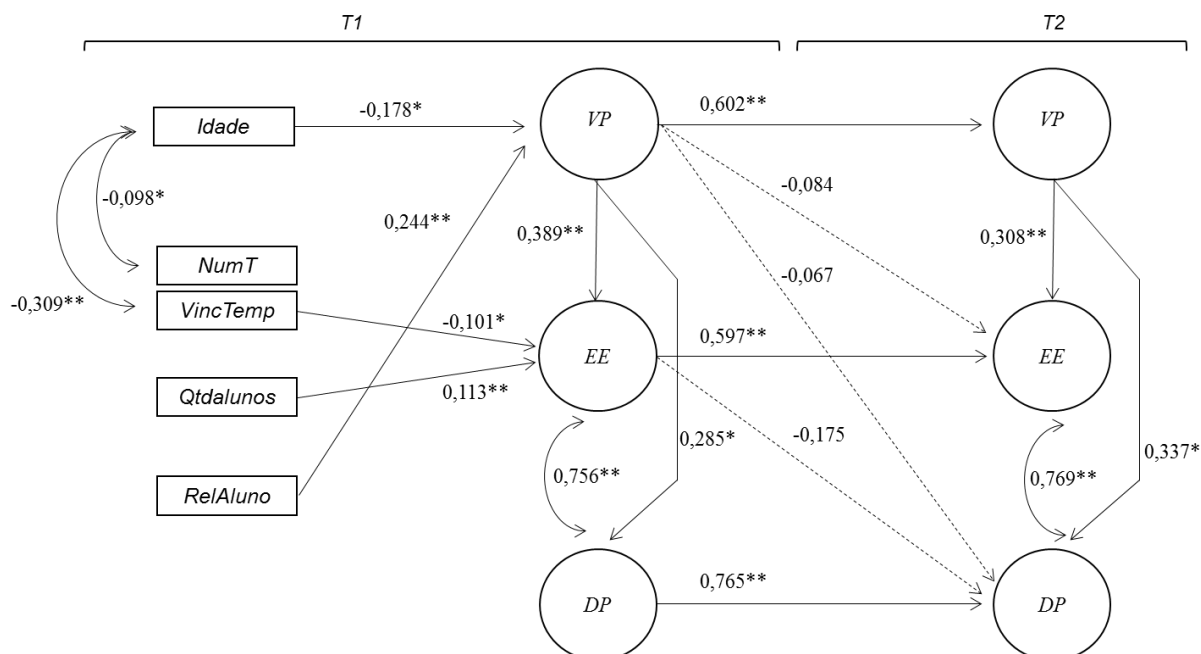 T1
T2
Idade
-0,178*
VP
0,602**
VP
-0,098*
0,244**
0,389**
-0,084
0,308**
-0,067
NumT
-0,309**
VincTemp
-0,101*
EE
0,597**
EE
Qtdalunos
0,113**
-0,175
0,285*
0,337*
0,756**
0,769**
RelAluno
DP
0,765**
DP